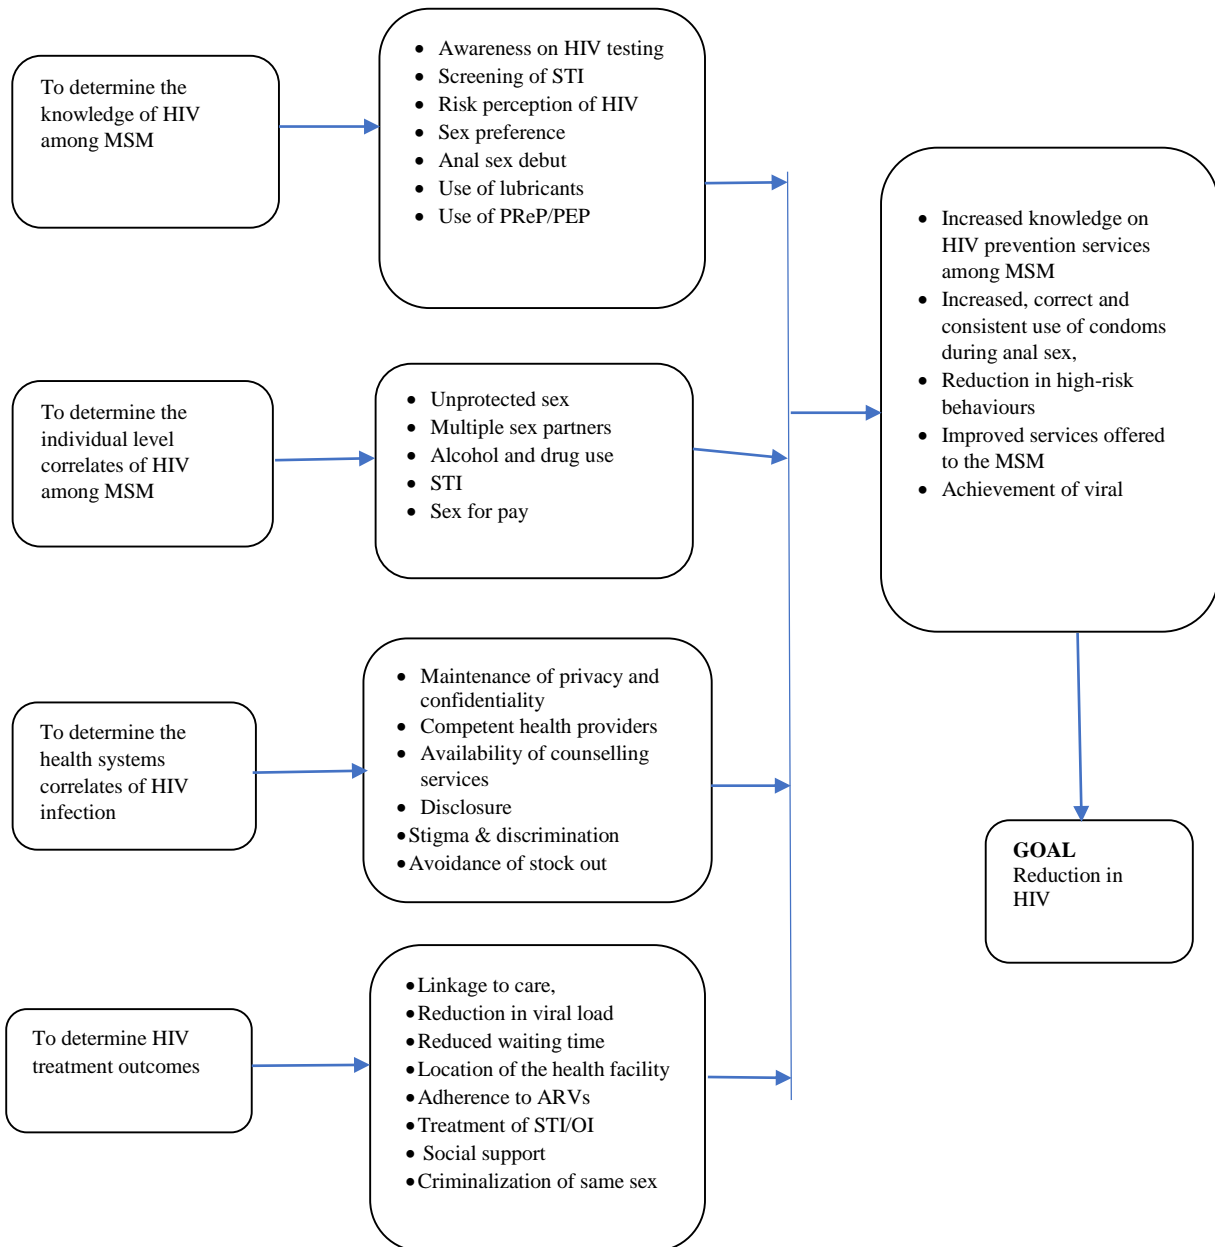 To determine the
knowledge of HIV
among MSM
• Awareness on HIV testing
• Screening of STI
• Risk perception of HIV
• Sex preference
• Anal sex debut
• Use of lubricants
• Use of PReP/PEP
To determine the
individual level
correlates of HIV
among MSM
• Unprotected sex
• Multiple sex partners
• Alcohol and drug use
• STI
• Sex for pay
To determine the
health systems
correlates of HIV
infection
• Maintenance of privacy and
confidentiality
• Competent health providers
• Availability of counselling
services
• Disclosure
•Stigma & discrimination
•Avoidance of stock out
To determine HIV
treatment outcomes
•Linkage to care,
•Reduction in viral load
•Reduced waiting time
•Location of the health facility
•Adherence to ARVs
•Treatment of STI/OI
• Social support
•Criminalization of same sex
• Increased knowledge on
HIV prevention services
among MSM
• Increased, correct and
consistent use of condoms
during anal sex,
• Reduction in high-risk
behaviours
• Improved services offered
to the MSM
• Achievement of viral
GOAL
Reduction in
HIV